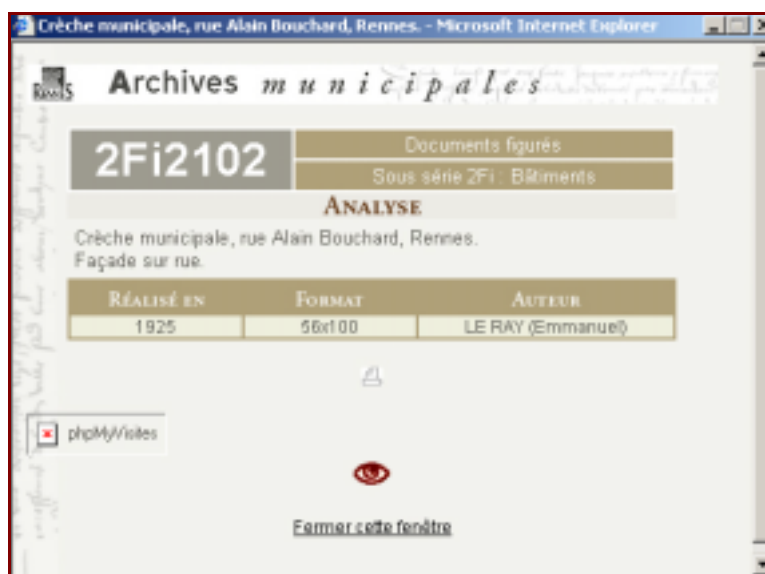 Crèche municipale, rue Alain Bouchard, Rennes. - Microsoft Internet Explorer
RENNES
Archives municipales
2Fi2102
Documents figurés
Sous série 2Fi : Bâtiments
ANALYSE
Crèche municipale, rue Alain Bouchard, Rennes.
Façade sur rue.
RÉALISÉ EN FORMAT AUTEUR
1925 56x100 LE RAY (Emmanuel)
phpMyVisites
Fermer cette fenêtre